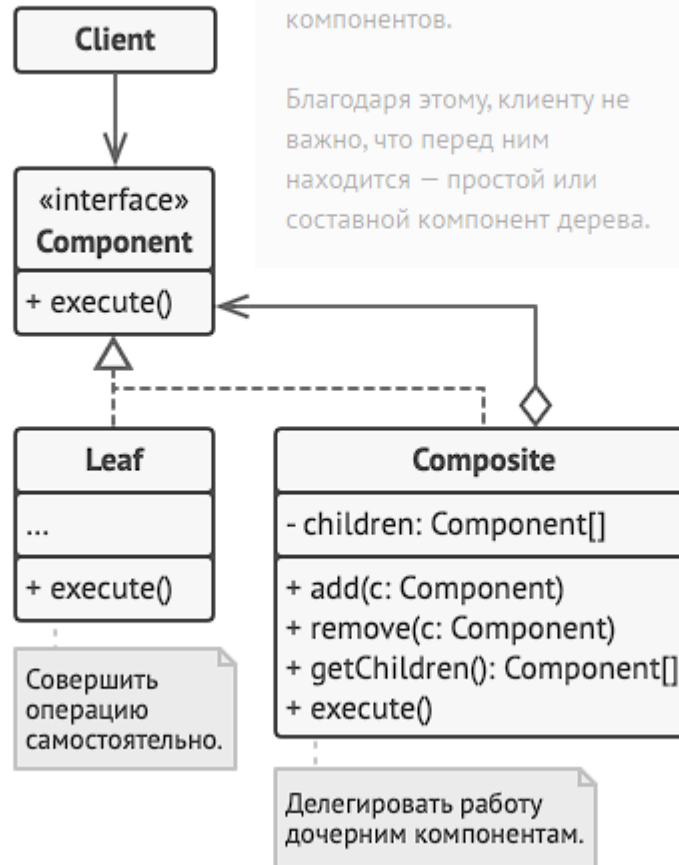 Client
компонентов.
Благодаря этому, клиенту не
важно, что перед ним
находится — простой или
составной компонент дерева.
«interface»
Component
+ execute()
Leaf
...
+ execute()
Composite
- children: Component[]
+ add(c: Component)
+ remove(c: Component)
+ getChildren(): Component[]
+ execute()
Совершить
операцию
самостоятельно.
Делегировать работу
дочерним компонентам.